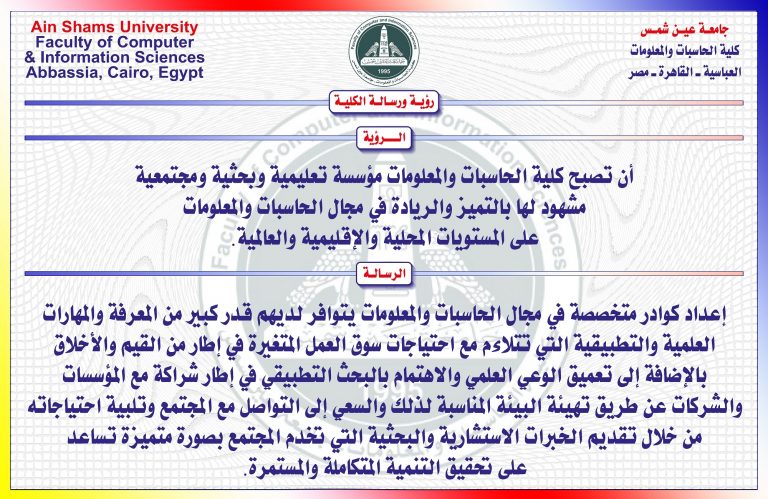 Ain Shams University
Faculty of Computer
& Information Sciences
Abbassia, Cairo, Egypt
جامعة عين شمس
كلية الحاسبات والمعلومات
العباسية - القاهرة - مصر
1995
رؤية ورسالة الكلية
الرؤية
أن تصبح كلية الحاسبات والمعلومات مؤسسة تعليمية وبحثية ومجتمعية
مشهود لها بالتميز والريادة في مجال الحاسبات والمعلومات
على المستويات المحلية والإقليمية والعالمية.
الرسالة
إعداد كوادر متخصصة في مجال الحاسبات والمعلومات يتوافر لديهم قدر كبير من المعرفة والمهارات
العلمية والتطبيقية التي تتلاءم مع احتياجات سوق العمل المتغيرة في إطار من القيم والأخلاق
بالإضافة إلى تعميق الوعي العلمي والاهتمام بالبحث التطبيقي في إطار شراكة مع المؤسسات
والشركات عن طريق تهيئة البيئة المناسبة لذلك والسعي إلى التواصل مع المجتمع وتلبية احتياجاته
من خلال تقديم الخبرات الاستشارية والبحثية التي تخدم المجتمع بصورة متميزة تساعد
على تحقيق التنمية المتكاملة والمستمرة.